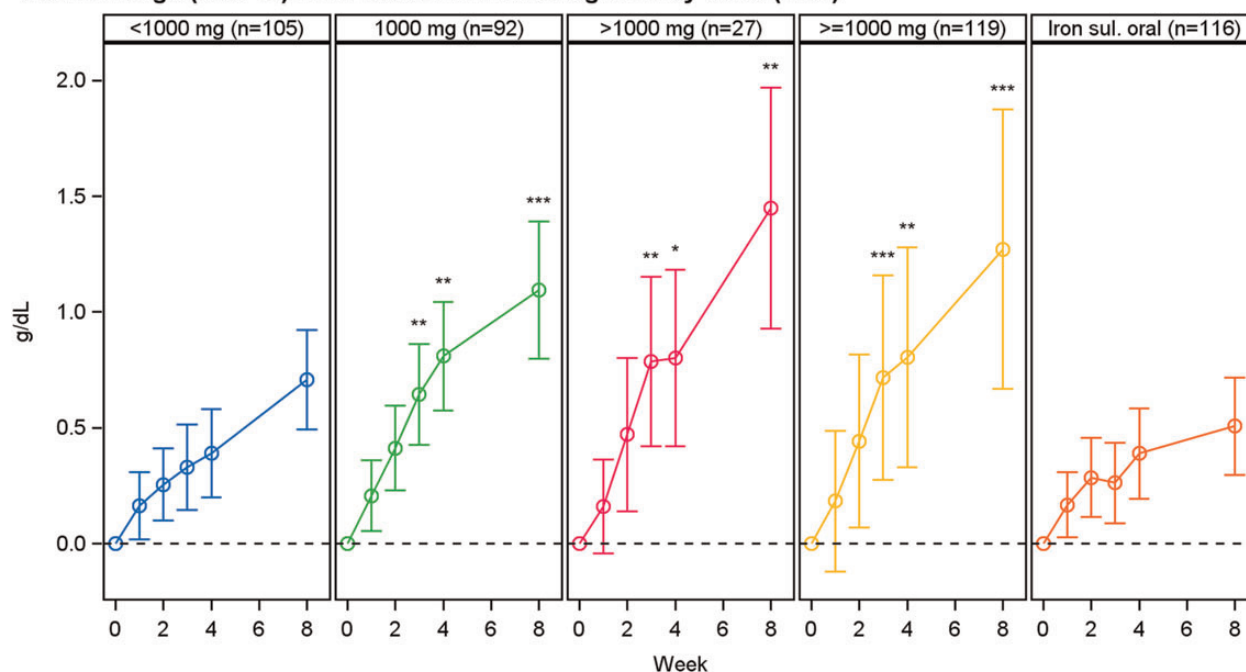 <1000 mg (n=105)
1000 mg (n=92)
>1000 mg (n=27)
>=1000 mg (n=119)
Iron sul. oral (n=116)
2.0
1.5
1.0
0.5
0.0
g/dL
**
**
***
**
*
**
***
**
***
0 2 4 6 8
0 2 4 6 8
0 2 4 6 8
0 2 4 6 8
0 2 4 6 8
Week